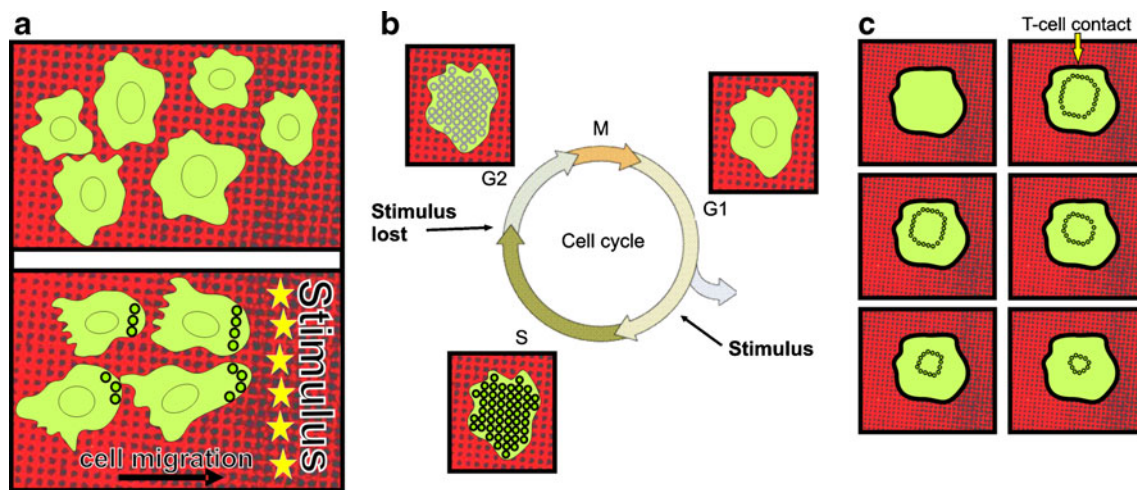 a
Stimulus
cell migration
b
M
G2
G1
Stimulus
lost
Cell cycle
S
Stimulus
c
T-cell contact